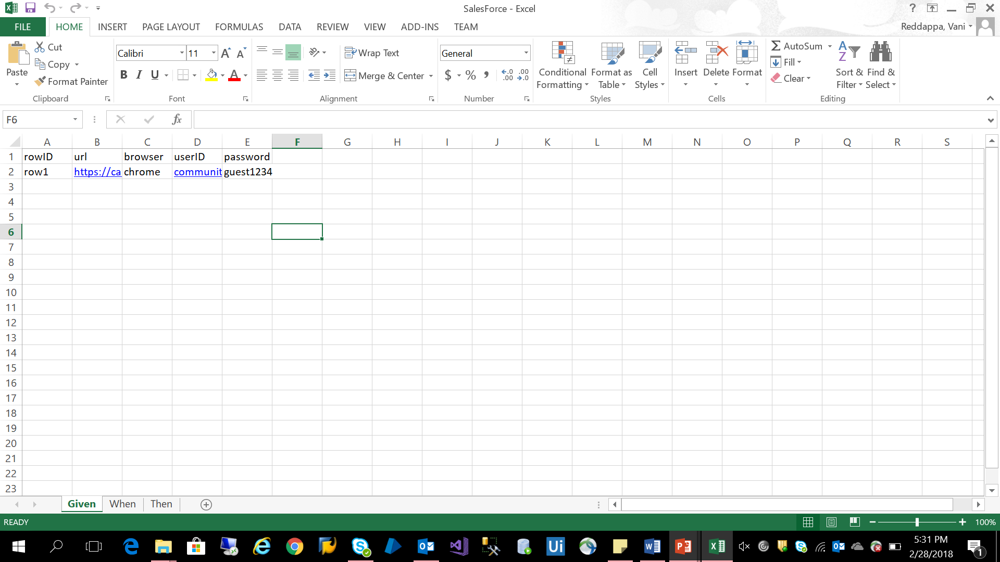 SalesForce - Excel
?
FILE HOME INSERT PAGE LAYOUT FORMULAS DATA REVIEW VIEW ADD-INS TEAM
Reddappa, Vani
Paste
Cut
Copy
Format Painter
Clipboard
Calibri 11
B I U
Font
Wrap Text
Merge & Center
Alignment
General
$ % ,
Number
Conditional Formatting
Format as Table
Cell Styles
Styles
Insert Delete Format
Cells
AutoSum
Fill
Clear
Sort & Filter
Find & Select
Editing
F6
fx
A B C D E F G H I J K L M N O P Q R S
1 rowID url browser userID password
2 row1 https://ca chrome communit guest1234
3
4
5
6
7
8
9
10
11
12
13
14
15
16
17
18
19
20
21
22
23
Given When Then
READY
100%
5:31 PM
2/28/2018
1